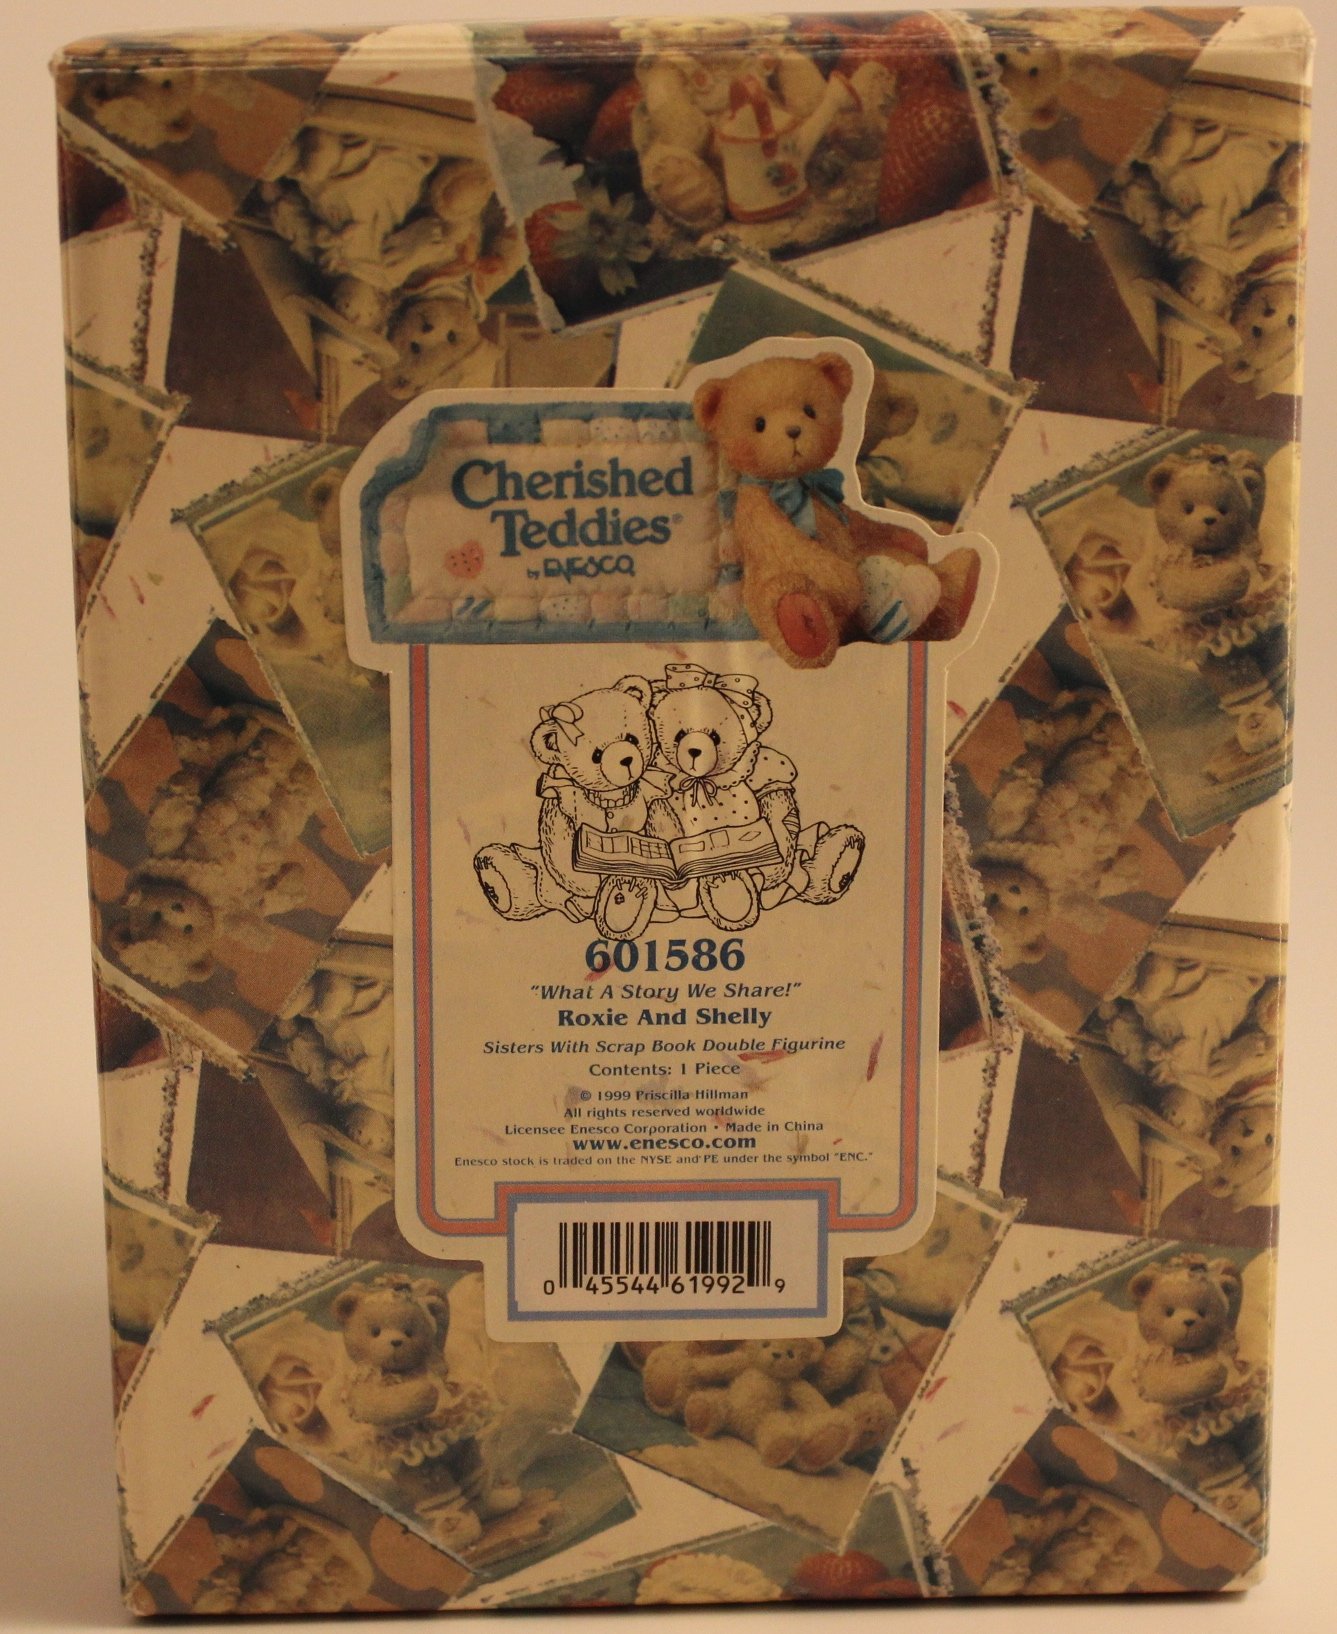 Cherished
Teddies®
by ENESCO
601586
"What A Story We Share!"
Roxie And Shelly
Sisters With Scrap Book Double Figurine
Contents: 1 Piece
© 1999 Priscilla Hillman
All rights reserved worldwide
Licensee Enesco Corporation • Made in China
www.enesco.com
Enesco stock is traded on the NYSE and PE under the symbol "ENC."
0 45544 61992 9